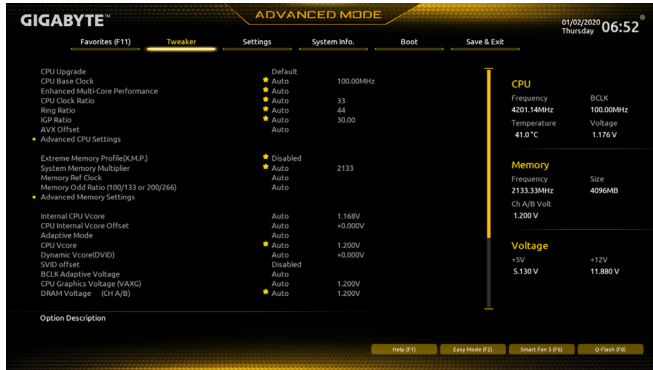 GIGABYTE™
ADVANCED MODE
01/02/2020
Thursday
06:52
Favorites (F11) Tweaker Settings System Info. Boot Save & Exit
CPU Upgrade Default
CPU Base Clock Auto 100.00MHz
Enhanced Multi-Core Performance Auto
CPU Clock Ratio Auto 33
Ring Ratio Auto 44
IGP Ratio Auto 30.00
AVX Offset Auto
Advanced CPU Settings
Extreme Memory Profile(X.M.P.) Disabled
System Memory Multiplier Auto 2133
Memory Ref Clock Auto
Memory Odd Ratio (100/133 or 200/266) Auto
Advanced Memory Settings
Internal CPU Vcore Auto 1.168V
CPU Internal Vcore Offset Auto +0.000V
Adaptive Mode Auto
CPU Vcore Auto 1.200V
Dynamic Vcore(DVID) Auto +0.000V
SVID offset Disabled
BCLK Adaptive Voltage Auto
CPU Graphics Voltage (VAXG) Auto 1.200V
DRAM Voltage (CH A/B) Auto 1.200V
Option Description
CPU
Frequency BCLK
4201.14MHz 100.00MHz
Temperature Voltage
41.0°C 1.176 V
Memory
Frequency Size
2133.33MHz 4096MB
Ch A/B Volt
1.200 V
Voltage
+5V +12V
5.130 V 11.880 V
Help (F1) Easy Mode (F2) Smart Fan 5 (F6) Q-Flash (F8)